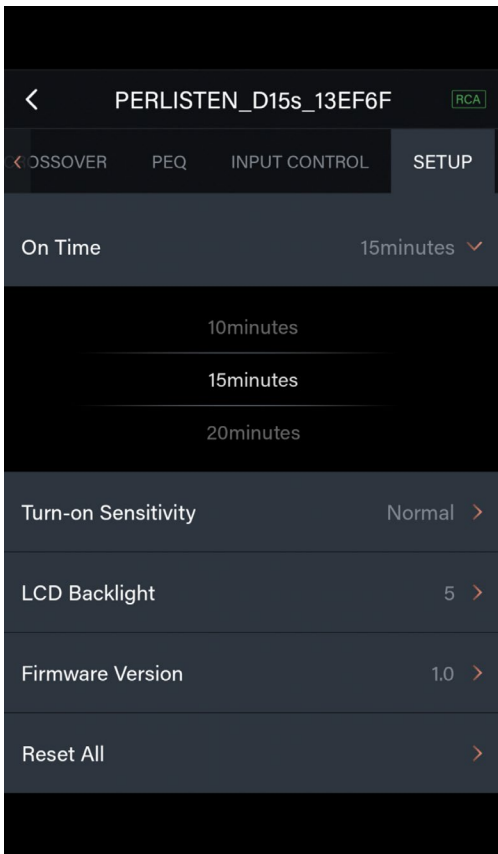 PERLISTEN_D15s_13EF6F RCA
OSSOVER PEQ INPUT CONTROL SETUP
On Time 15minutes
10minutes
15minutes
20minutes
Turn-on Sensitivity Normal
LCD Backlight 5
Firmware Version 1.0
Reset All